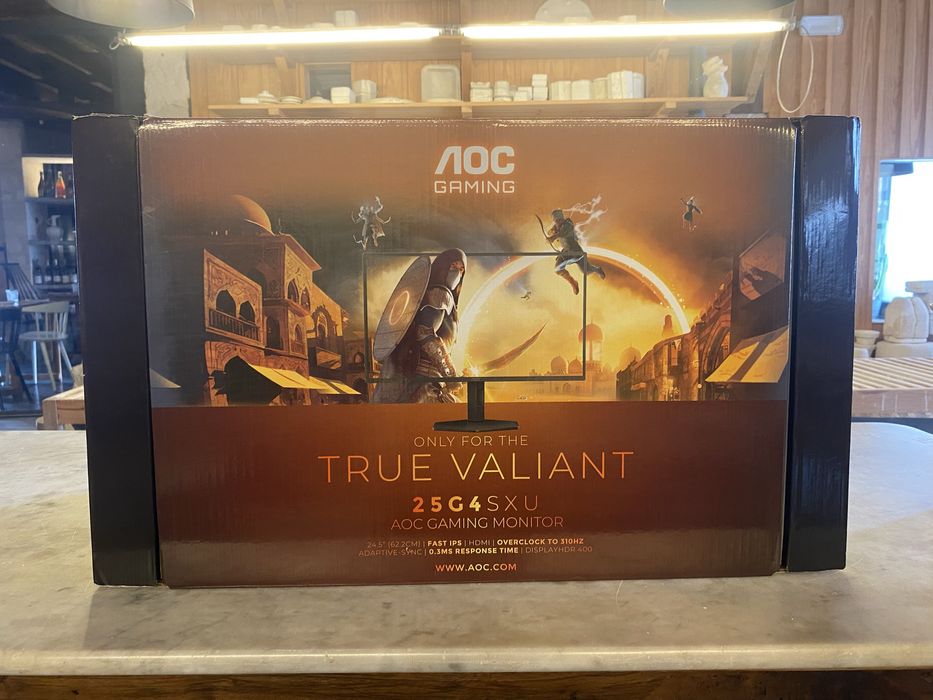 AOC
GAMING
ONLY FOR THE
TRUE VALIANT
25G4SXU
AOC GAMING MONITOR
24.5" (62.2CM) | FAST IPS | HDMI | OVERCLOCK TO 310HZ
ADAPTIVE-SYNC | 0.3MS RESPONSE TIME | DISPLAYHDR 400
WWW.AOC.COM